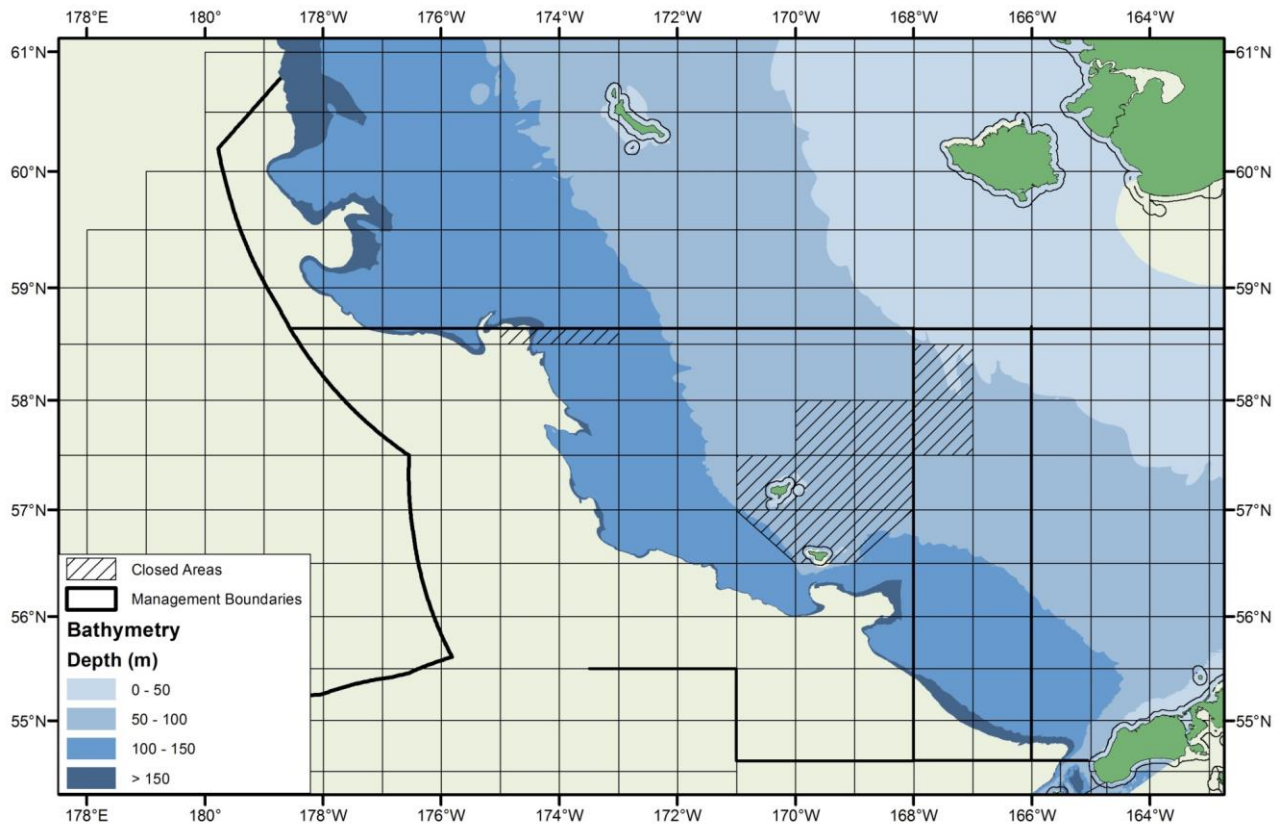 178°E 180° 178°W 176°W 174°W 172°W 170°W 168°W 166°W 164°W
61°N 61°N
60°N 60°N
59°N 59°N
58°N 58°N
57°N 57°N
56°N 56°N
55°N 55°N
Closed Areas
Management Boundaries
Bathymetry
Depth (m)
0 - 50
50 - 100
100 - 150
> 150
178°E 180° 178°W 176°W 174°W 172°W 170°W 168°W 166°W 164°W